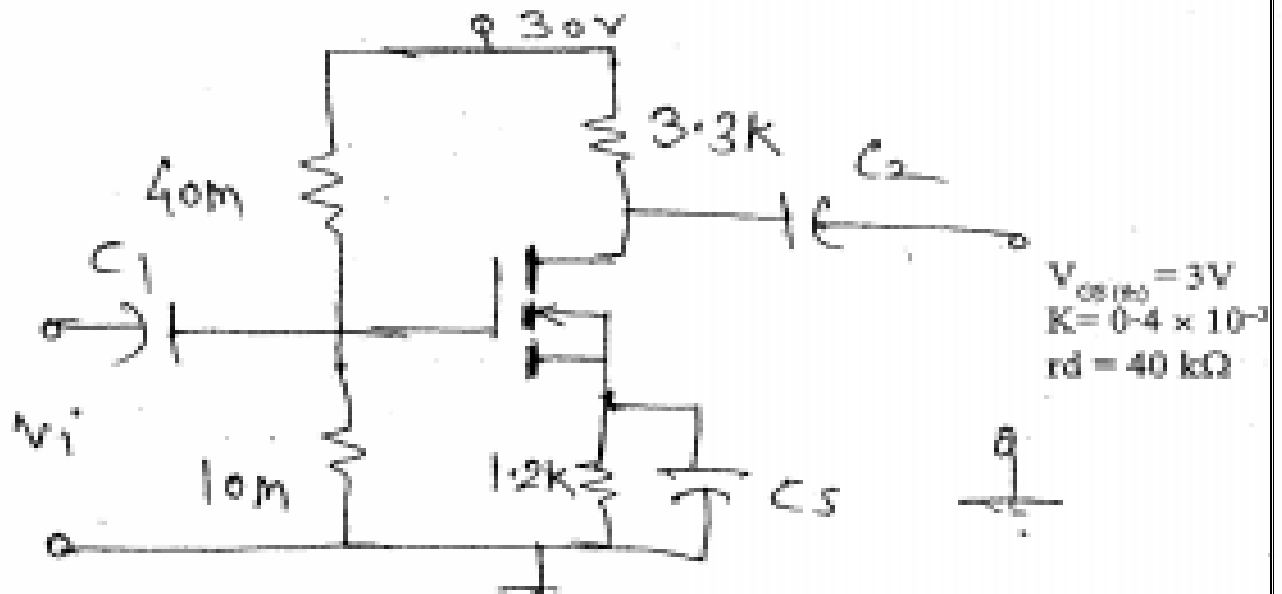 30V
3.3K
C2
40m
C1
V GS (th) = 3V
K= 0·4 × 10⁻³
rd = 40 kΩ
Vi
10m
1.2K
CS